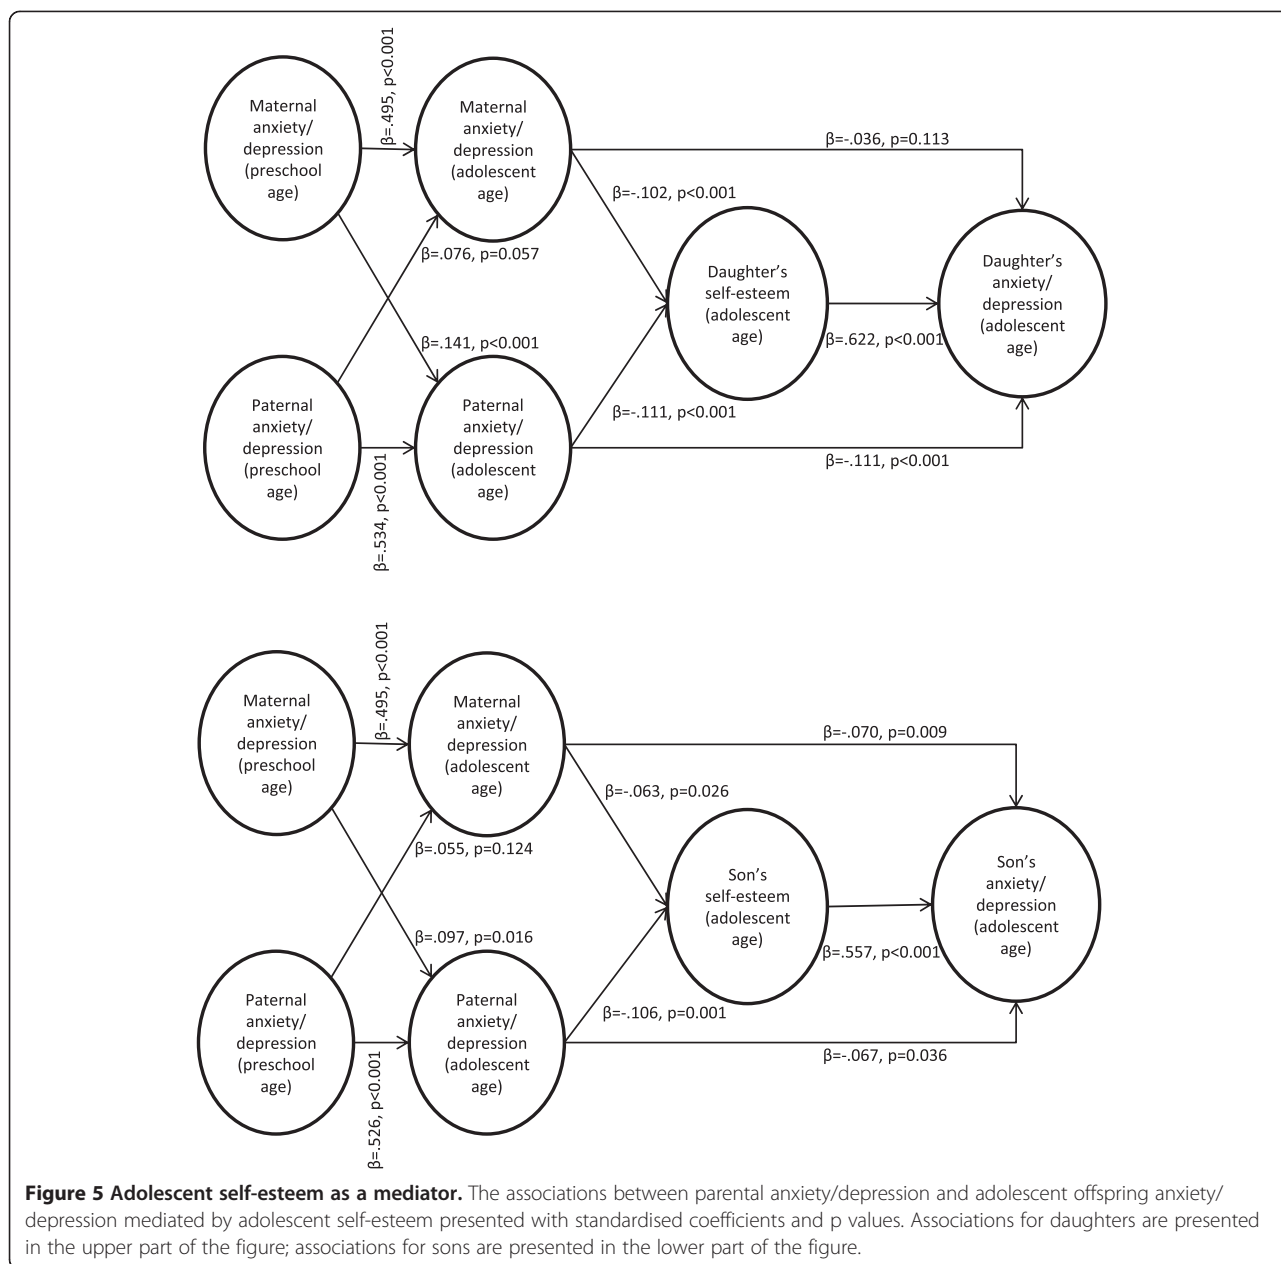 β=.495, p<0.001
Maternal
anxiety/
depression
(preschool
age)
Maternal
anxiety/
depression
(adolescent
age)
β=-.036, p=0.113
β=-.102, p<0.001
β=.076, p=0.057
Daughter’s
self-esteem
(adolescent
age)
Daughter’s
anxiety/
depression
(adolescent
age)
β=.622, p<0.001
β=.141, p<0.001
Paternal
anxiety/
depression
(preschool
age)
Paternal
anxiety/
depression
(adolescent
age)
β=-.111, p<0.001
β=-.111, p<0.001
β=.534, p<0.001
β=.495, p<0.001
Maternal
anxiety/
depression
(preschool
age)
Maternal
anxiety/
depression
(adolescent
age)
β=-.070, p=0.009
β=-.063, p=0.026
β=.055, p=0.124
Son’s
self-esteem
(adolescent
age)
Son’s
anxiety/
depression
(adolescent
age)
β=.557, p<0.001
β=.097, p=0.016
Paternal
anxiety/
depression
(preschool
age)
Paternal
anxiety/
depression
(adolescent
age)
β=-.106, p=0.001
β=-.067, p=0.036
β=.526, p<0.001
Figure 5 Adolescent self-esteem as a mediator. The associations between parental anxiety/depression and adolescent offspring anxiety/
depression mediated by adolescent self-esteem presented with standardised coefficients and p values. Associations for daughters are presented
in the upper part of the figure; associations for sons are presented in the lower part of the figure.